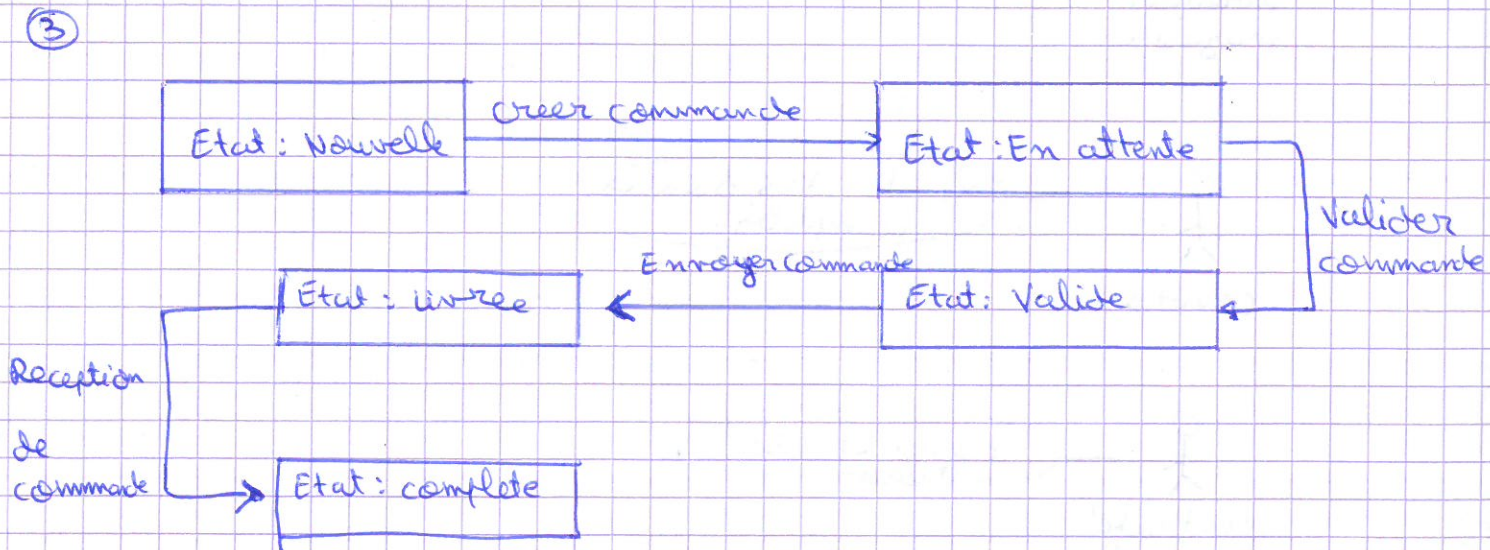 3
creer commande
Etat : Nouvelle
Etat : En attente
Valider
commande
Envoyer commande
Etat : livree
Etat : Valide
Reception
de
commande
Etat : complete